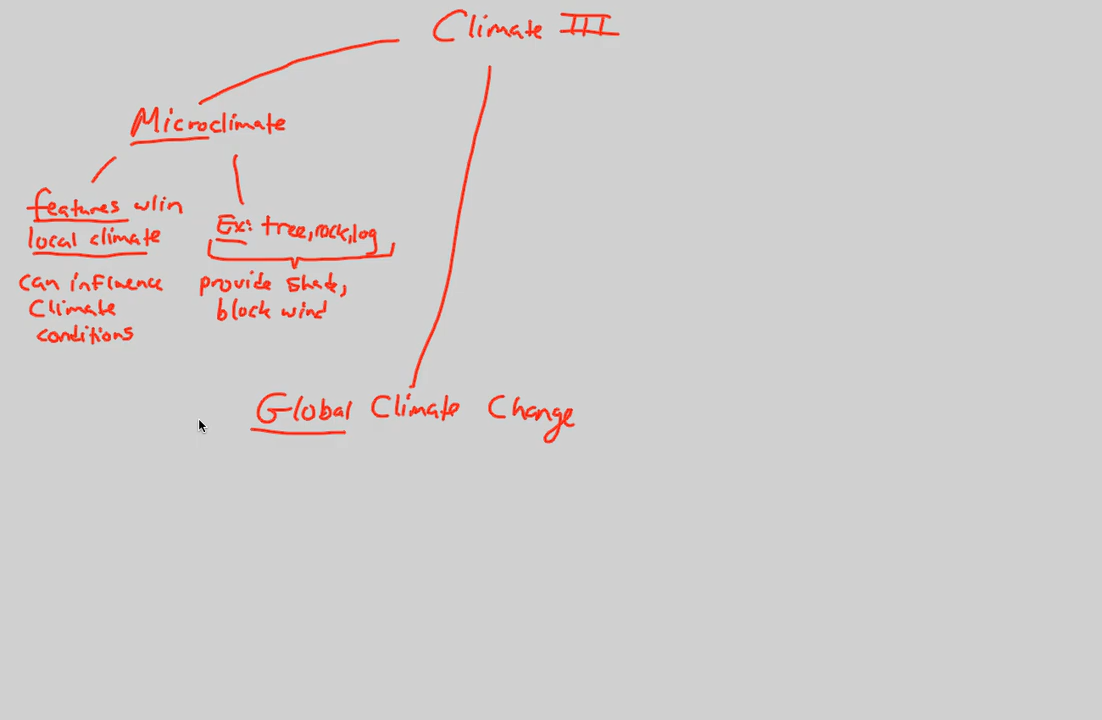 Climate III
Microclimate
features w/in
local climate
can influence
Climate
conditions
Ex: tree, rock, log
provide shade,
block wind
Global Climate Change